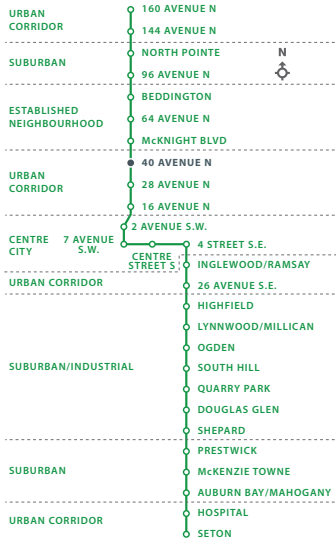 160 AVENUE N
URBAN
CORRIDOR
144 AVENUE N
NORTH POINTE
N
SUBURBAN
96 AVENUE N
BEDDINGTON
ESTABLISHED
NEIGHBOURHOOD
64 AVENUE N
McKNIGHT BLVD
40 AVENUE N
URBAN
CORRIDOR
28 AVENUE N
16 AVENUE N
2 AVENUE S.W.
CENTRE
CITY
7 AVENUE
S.W.
4 STREET S.E.
CENTRE
STREET S
INGLEWOOD/RAMSAY
URBAN CORRIDOR
26 AVENUE S.E.
HIGHFIELD
LYNNWOOD/MILLICAN
OGDEN
SUBURBAN/INDUSTRIAL
SOUTH HILL
QUARRY PARK
DOUGLAS GLEN
SHEPARD
PRESTWICK
SUBURBAN
McKENZIE TOWNE
AUBURN BAY/MAHOGANY
HOSPITAL
URBAN CORRIDOR
SETON